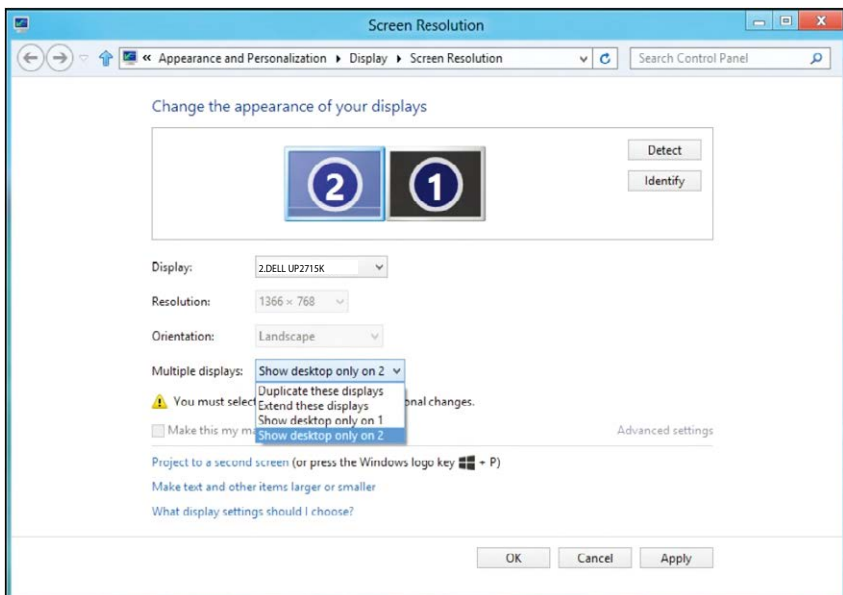 Screen Resolution
« Appearance and Personalization Display Screen Resolution
Search Control Panel
Change the appearance of your displays
2 1
Detect
Identify
Display: 2.DELL UP2715K
Resolution: 1366 × 768
Orientation: Landscape
Multiple displays: Show desktop only on 2
Duplicate these displays
You must select
Extend these displays
changes.
Show desktop only on 1
Make this my
Show desktop only on 2
Advanced settings
Project to a second screen (or press the Windows logo key + P)
Make text and other items larger or smaller
What display settings should I choose?
OK Cancel Apply